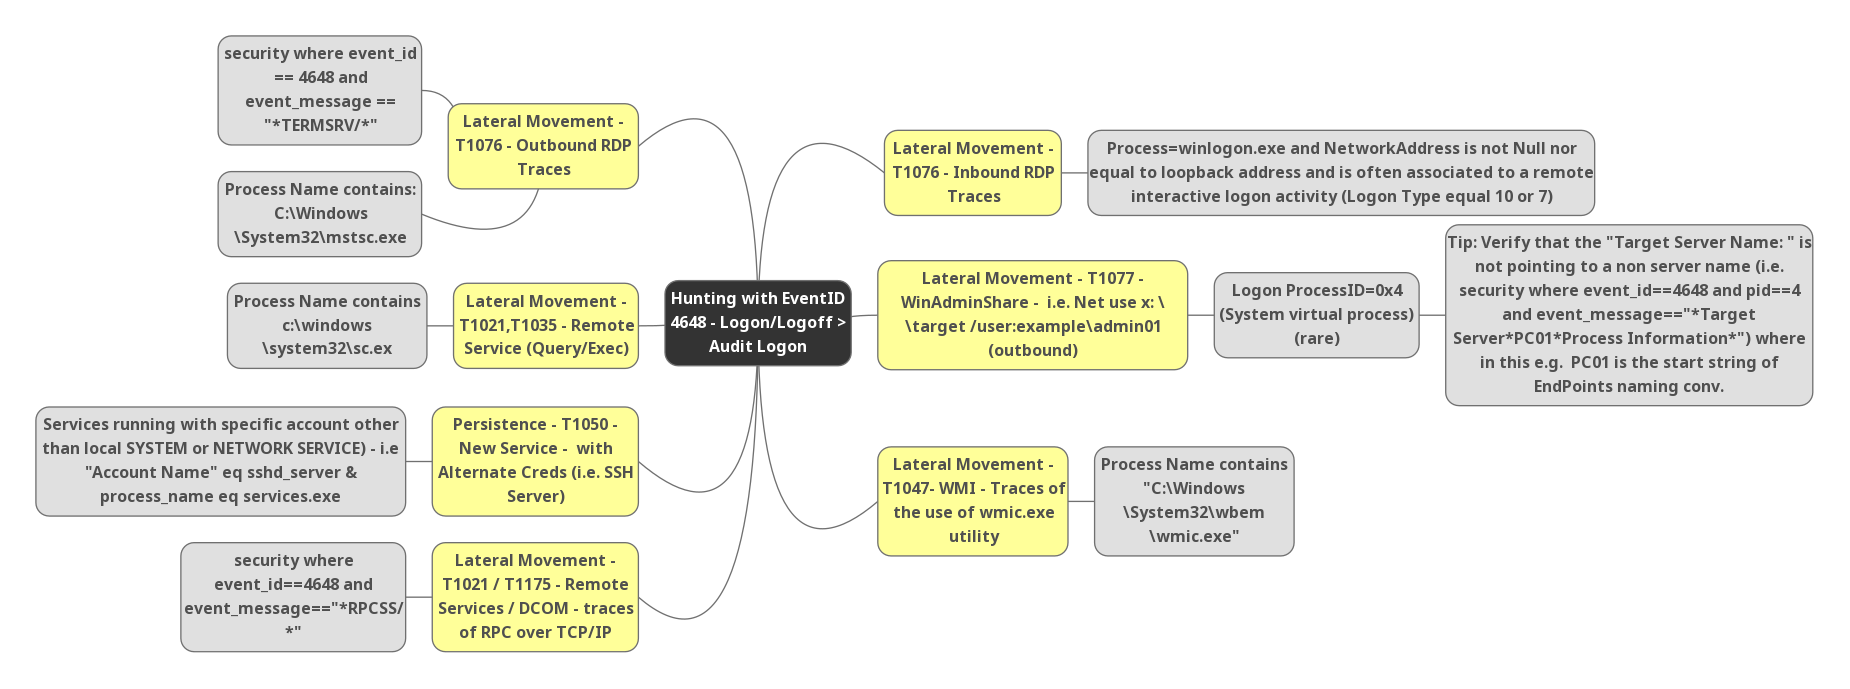 security where event_id
== 4648 and
event_message ==
"*TERMSRV/*"
Process Name contains:
C:\Windows
\System32\mstsc.exe
Lateral Movement -
T1076 - Outbound RDP
Traces
Process Name contains
c:\windows
\system32\sc.ex
Lateral Movement -
T1021,T1035 - Remote
Service (Query/Exec)
Services running with specific account other
than local SYSTEM or NETWORK SERVICE) - i.e
"Account Name" eq sshd_server &
process_name eq services.exe
Persistence - T1050 -
New Service -  with
Alternate Creds (i.e. SSH
Server)
security where
event_id==4648 and
event_message=="*RPCSS/
*"
Lateral Movement -
T1021 / T1175 - Remote
Services / DCOM - traces
of RPC over TCP/IP
Hunting with EventID
4648 - Logon/Logoff >
Audit Logon
Lateral Movement -
T1076 - Inbound RDP
Traces
Process=winlogon.exe and NetworkAddress is not Null nor
equal to loopback address and is often associated to a remote
interactive logon activity (Logon Type equal 10 or 7)
Lateral Movement - T1077 -
WinAdminShare -  i.e. Net use x: \
\target /user:example\admin01
(outbound)
Logon ProcessID=0x4
(System virtual process)
(rare)
Tip: Verify that the "Target Server Name: " is
not pointing to a non server name (i.e.
security where event_id==4648 and pid==4
and event_message=="*Target
Server*PC01*Process Information*") where
in this e.g.  PC01 is the start string of
EndPoints naming conv.
Lateral Movement -
T1047- WMI - Traces of
the use of wmic.exe
utility
Process Name contains
"C:\Windows
\System32\wbem
\wmic.exe"